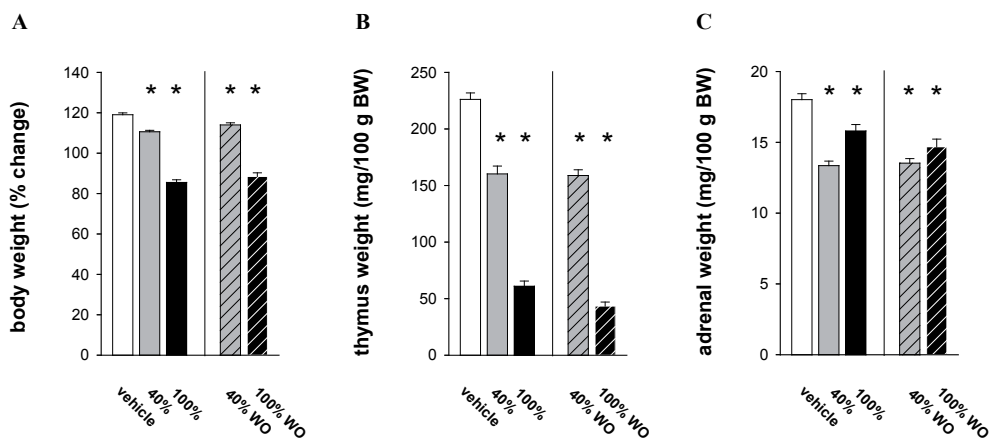 A
body weight (% change)
140
120
100
80
60
40
20
0
* *
* *
vehicle
40%
100%
40% WO
100% WO
B
thymus weight (mg/100 g BW)
250
200
150
100
50
0
* *
* *
vehicle
40%
100%
40% WO
100% WO
C
adrenal weight (mg/100 g BW)
20
15
10
5
0
* *
* *
vehicle
40%
100%
40% WO
100% WO